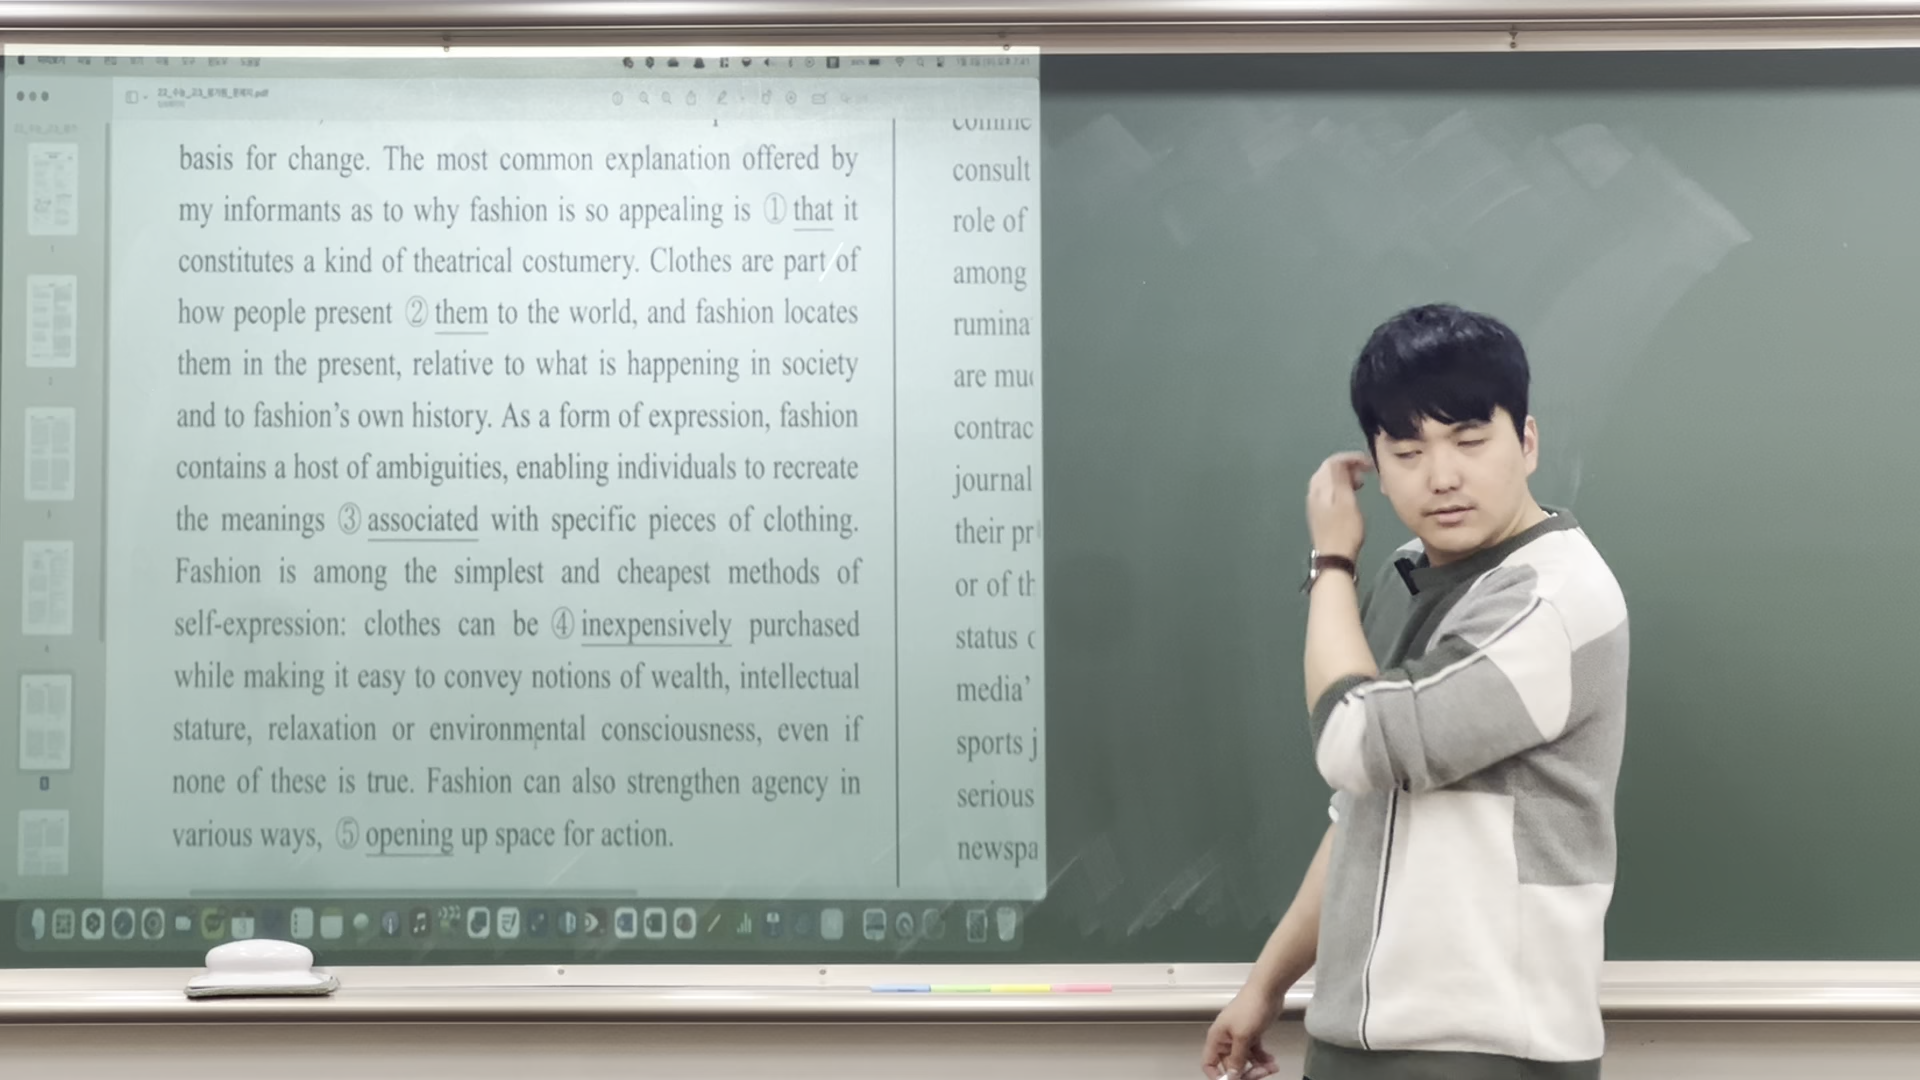 basis for change. The most common explanation offered by
my informants as to why fashion is so appealing is ① that it
constitutes a kind of theatrical costumery. Clothes are part of
how people present ② them to the world, and fashion locates
them in the present, relative to what is happening in society
and to fashion's own history. As a form of expression, fashion
contains a host of ambiguities, enabling individuals to recreate
the meanings ③ associated with specific pieces of clothing.
Fashion is among the simplest and cheapest methods of
self-expression: clothes can be ④ inexpensively purchased
while making it easy to convey notions of wealth, intellectual
stature, relaxation or environmental consciousness, even if
none of these is true. Fashion can also strengthen agency in
various ways, ⑤ opening up space for action.
consult
role of
among
rumina
are mu
contrac
journal
their pr
or of th
status
media'
sports j
serious
newspa